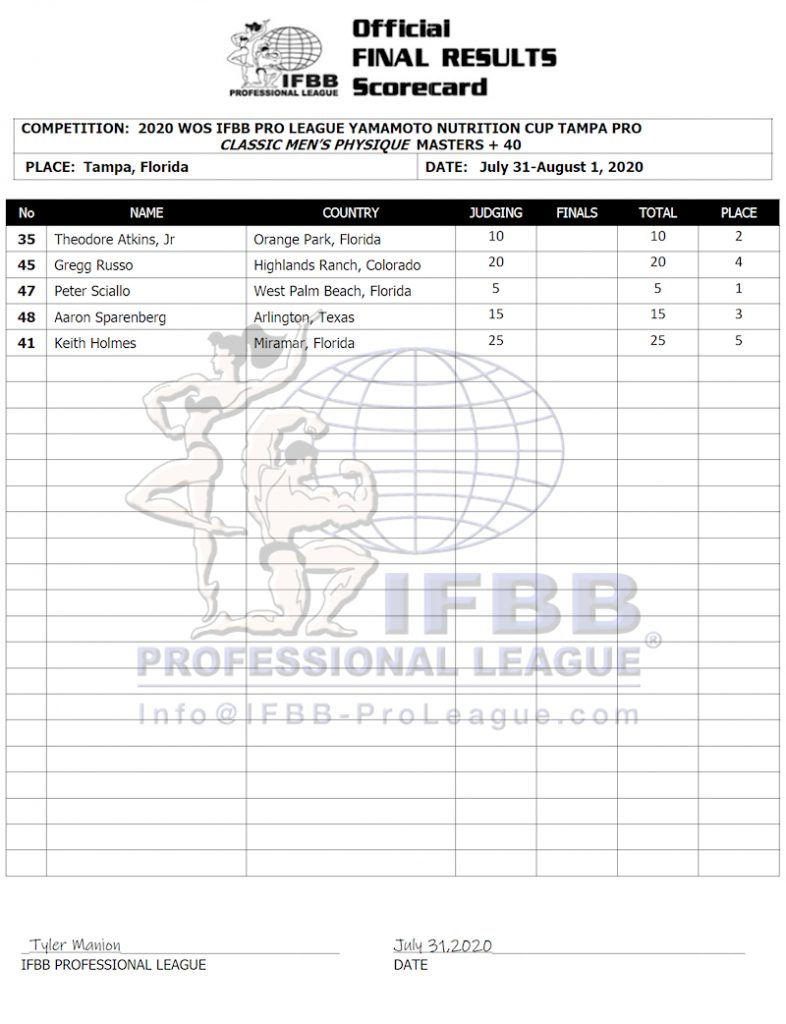 Official
FINAL RESULTS
Scorecard
IFBB
PROFESSIONAL LEAGUE
COMPETITION: 2020 WOS IFBB PRO LEAGUE YAMAMOTO NUTRITION CUP TAMPA PRO
CLASSIC MEN'S PHYSIQUE MASTERS + 40
PLACE: Tampa, Florida DATE: July 31-August 1, 2020
No NAME COUNTRY JUDGING FINALS TOTAL PLACE
35 Theodore Atkins, Jr Orange Park, Florida 10 10 2
45 Gregg Russo Highlands Ranch, Colorado 20 20 4
47 Peter Sciallo West Palm Beach, Florida 5 5 1
48 Aaron Sparenberg Arlington, Texas 15 15 3
41 Keith Holmes Miramar, Florida 25 25 5
IFBB
PROFESSIONAL LEAGUE®
Info@IFBB-ProLeague.com
Tyler Manion July 31,2020
IFBB PROFESSIONAL LEAGUE DATE